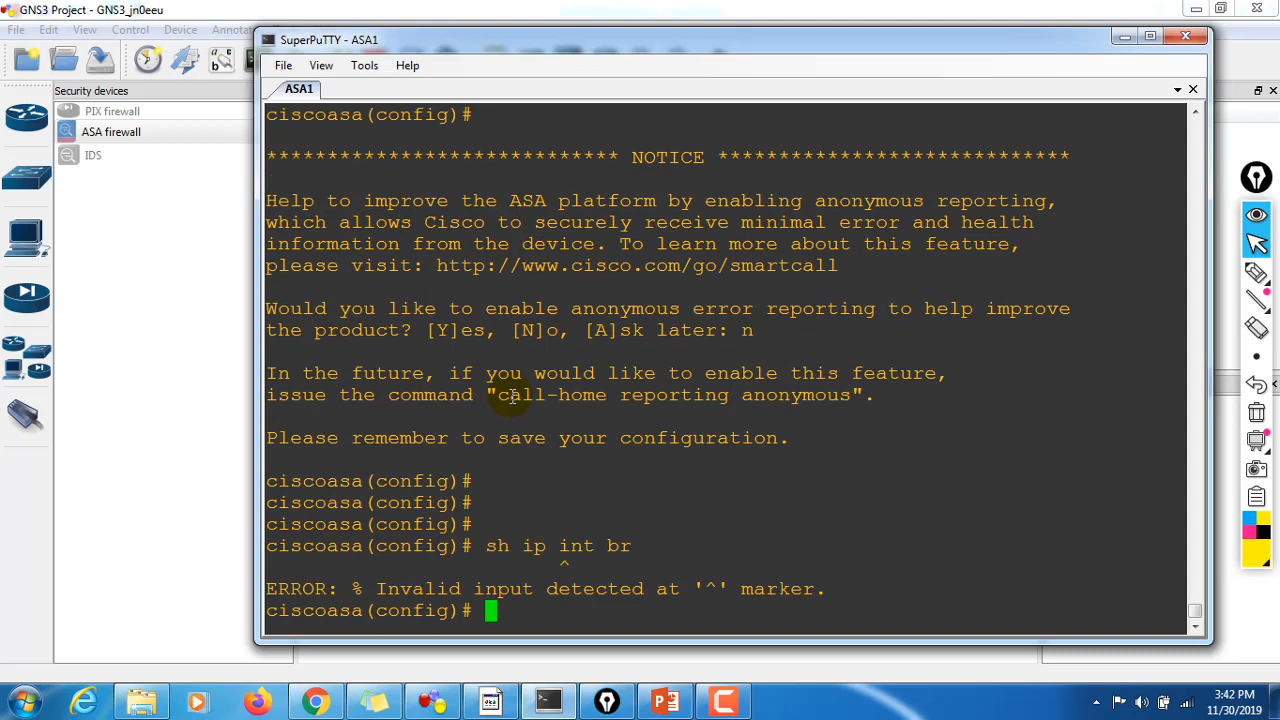 GNS3 Project - GNS3_jn0eeu
File Edit View Control Device Annota
SuperPuTTY - ASA1
File View Tools Help
Security devices
PIX firewall
ASA firewall
IDS
ASA1
ciscoasa(config)#
***************************** NOTICE *****************************
Help to improve the ASA platform by enabling anonymous reporting,
which allows Cisco to securely receive minimal error and health
information from the device. To learn more about this feature,
please visit: http://www.cisco.com/go/smartcall
Would you like to enable anonymous error reporting to help improve
the product? [Y]es, [N]o, [A]sk later: n
In the future, if you would like to enable this feature,
issue the command "call-home reporting anonymous".
Please remember to save your configuration.
ciscoasa(config)#
ciscoasa(config)#
ciscoasa(config)#
ciscoasa(config)# sh ip int br
^
ERROR: % Invalid input detected at '^' marker.
ciscoasa(config)#
3:42 PM
11/30/2019